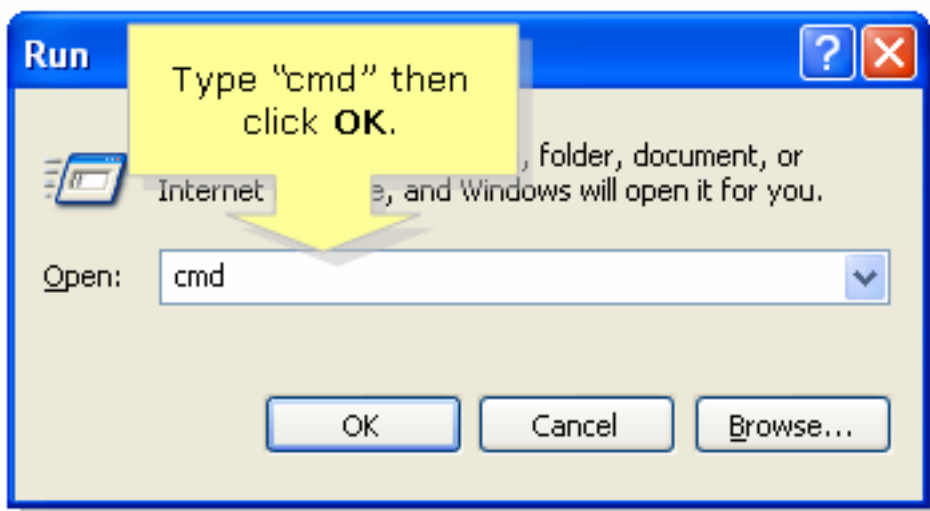 Run
Type “cmd” then
click OK.
, folder, document, or
Internet , and Windows will open it for you.
Open:
cmd
OK
Cancel
Browse...